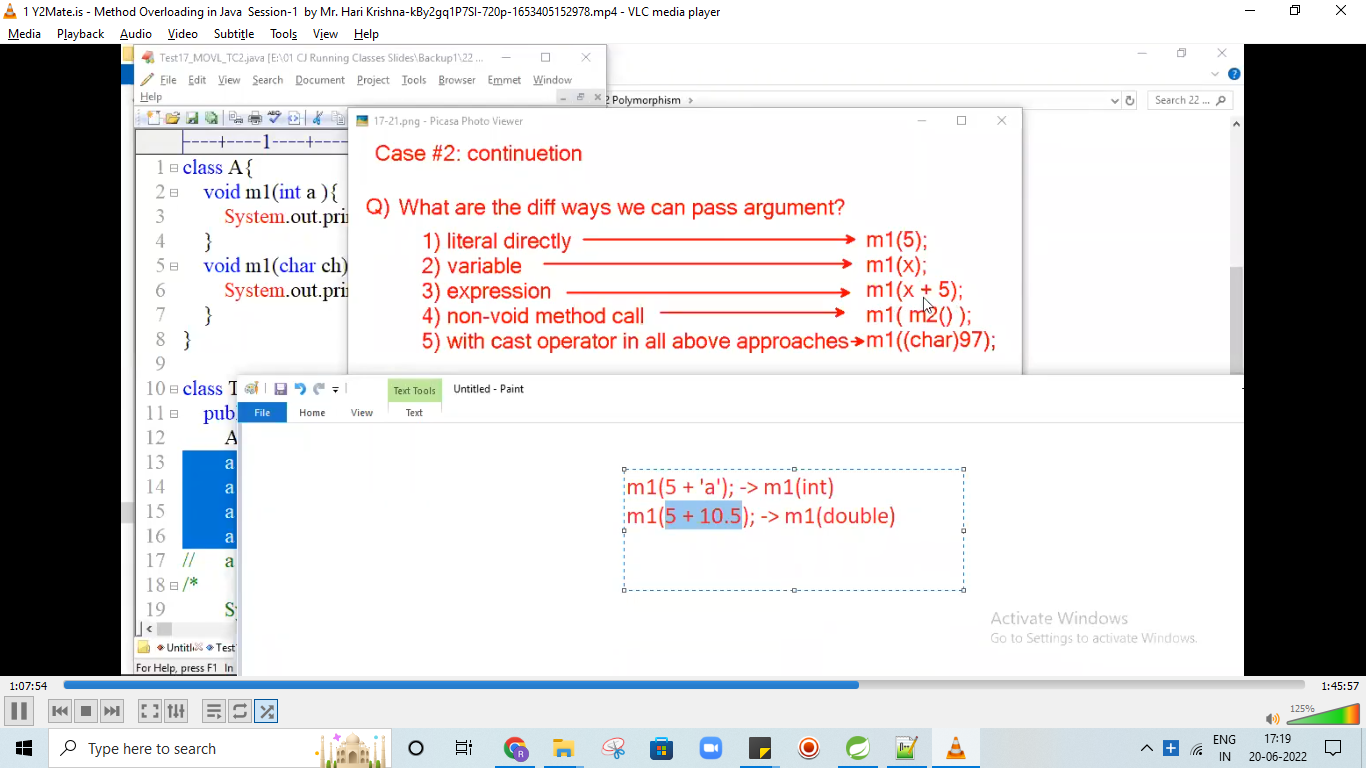 1 Y2Mate.is - Method Overloading in Java Session-1 by Mr. Hari Krishna-kBy2gq1P7SI-720p-1653405152978.mp4 - VLC media player
Media Playback Audio Video Subtitle Tools View Help
Test17_MOVL_TC2.java [E:\01 CJ Running Classes Slides\Backup1\22 ...
File Edit View Search Document Project Tools Browser Emmet Window
Help
2 Polymorphism >
Search 22 ...
----+----1----+----
1 class A{
2 void m1(int a ){
3 System.out.pri
4 }
5 void m1(char ch)
6 System.out.pri
7 }
8 }
9
10 class T
11 pub
12 A
13 a
14 a
15 a
16 a
17 // a
18 /*
19 Sy
Untitl Test
For Help, press F1 In
17-21.png - Picasa Photo Viewer
Case #2: continuetion
Q) What are the diff ways we can pass argument?
1) literal directly m1(5);
2) variable m1(x);
3) expression m1(x + 5);
4) non-void method call m1( m2() );
5) with cast operator in all above approaches m1((char)97);
Text Tools Untitled - Paint
File Home View Text
m1(5 + 'a'); -> m1(int)
m1(5 + 10.5); -> m1(double)
Activate Windows
Go to Settings to activate Windows.
1:07:54 1:45:57
125%
Type here to search
ENG
IN
17:19
20-06-2022